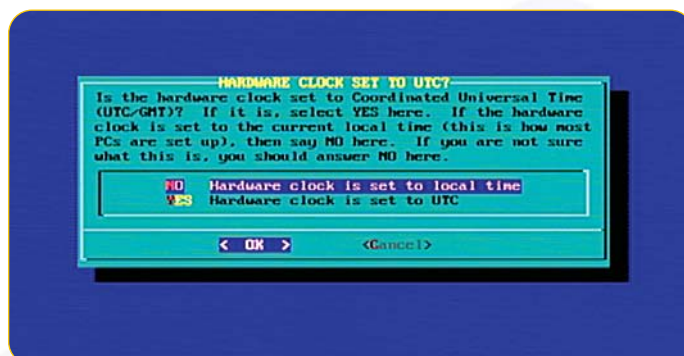 HARDWARE CLOCK SET TO UTC?
Is the hardware clock set to Coordinated Universal Time
(UTC/GMT)? If it is, select YES here. If the hardware
clock is set to the current local time (this is how most
PCs are set up), then say NO here. If you are not sure
what this is, you should answer NO here.
NO Hardware clock is set to local time
YES Hardware clock is set to UTC
< OK > <Cancel>